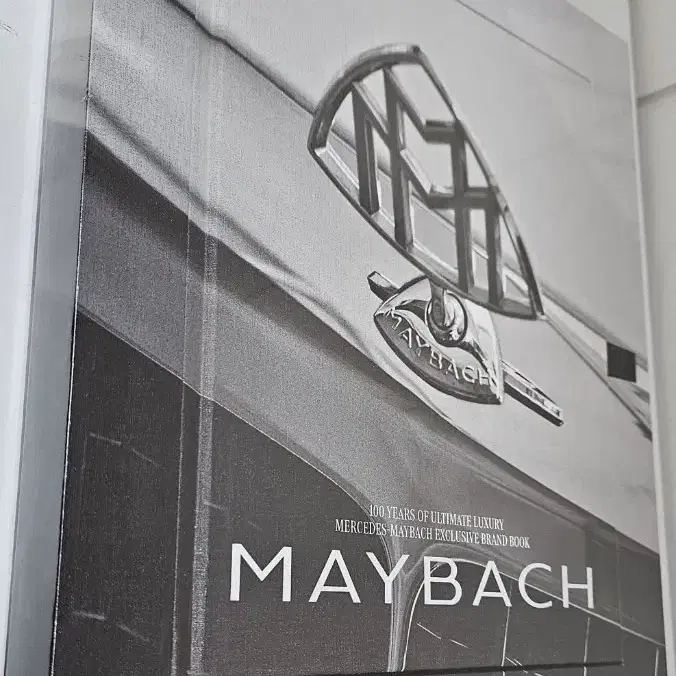 MAYBACH
100 YEARS OF ULTIMATE LUXURY
MERCEDES-MAYBACH EXCLUSIVE BRAND BOOK
MAYBACH